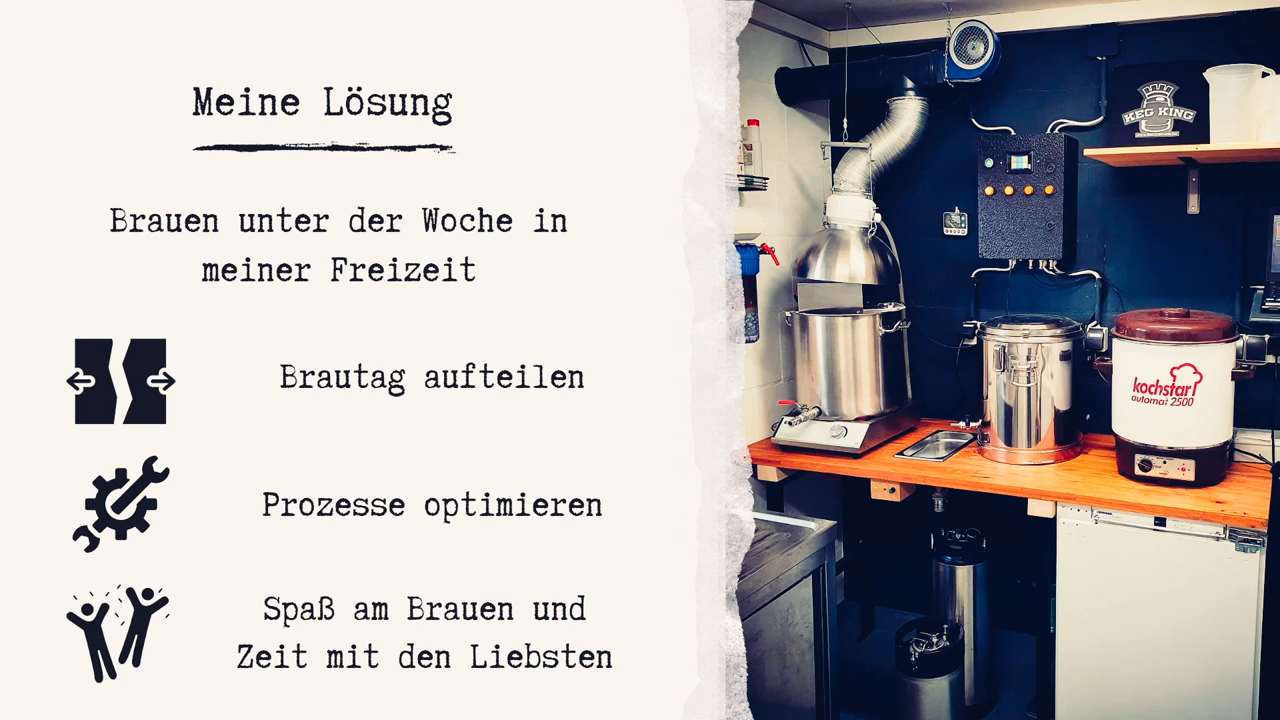 Meine Lösung
Brauen unter der Woche in
meiner Freizeit
Brautag aufteilen
Prozesse optimieren
Spaß am Brauen und
Zeit mit den Liebsten
KEG KING
kochstar
automat 2500